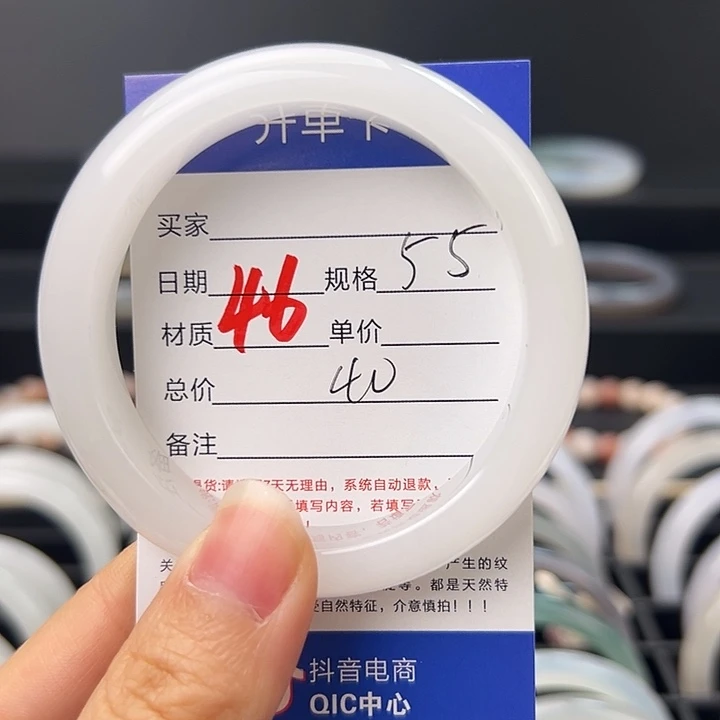 开单卡
买家
日期 规格 55
46
材质 单价
总价 40
备注
退货:请 7天无理由，系统自动退款，
填写内容，若填写
！
关 产生的纹
等。都是天然特
自然特征，介意慎拍！！！
抖音电商
QIC中心